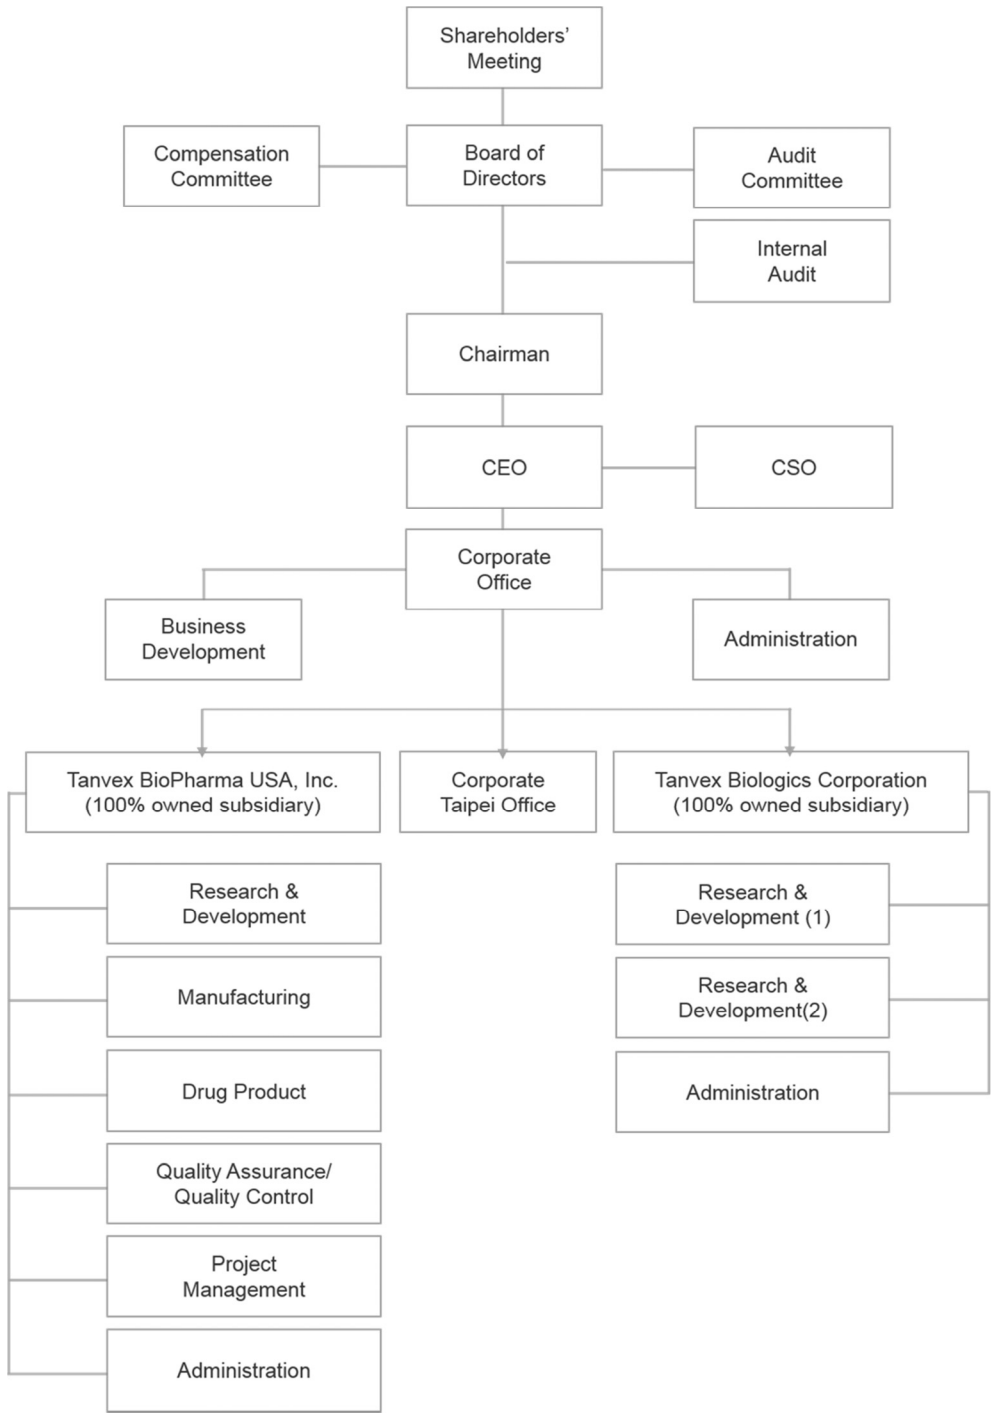 Shareholders’
Meeting
Compensation
Committee
Board of
Directors
Audit
Committee
Internal
Audit
Chairman
CEO
CSO
Corporate
Office
Business
Development
Administration
Tanvex BioPharma USA, Inc.
(100% owned subsidiary)
Corporate
Taipei Office
Tanvex Biologics Corporation
(100% owned subsidiary)
Research &
Development
Manufacturing
Drug Product
Quality Assurance/
Quality Control
Project
Management
Administration
Research &
Development (1)
Research &
Development(2)
Administration